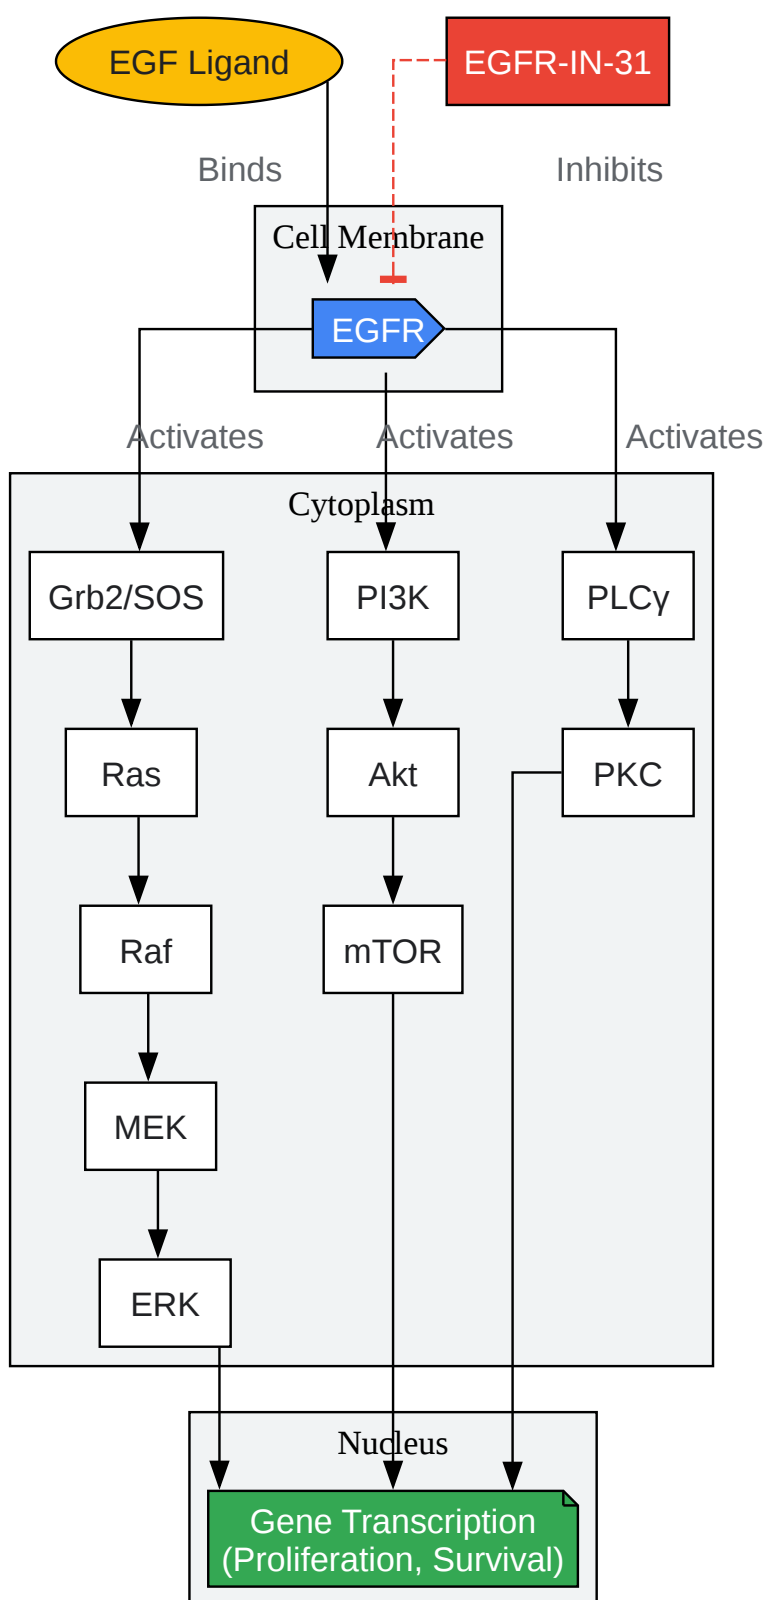 EGF Ligand
EGFR-IN-31
Binds
Inhibits
Cell Membrane
EGFR
Activates
Activates
Activates
Cytoplasm
Grb2/SOS
PI3K
PLCγ
Ras
Akt
PKC
Raf
mTOR
MEK
ERK
Nucleus
Gene Transcription
(Proliferation, Survival)